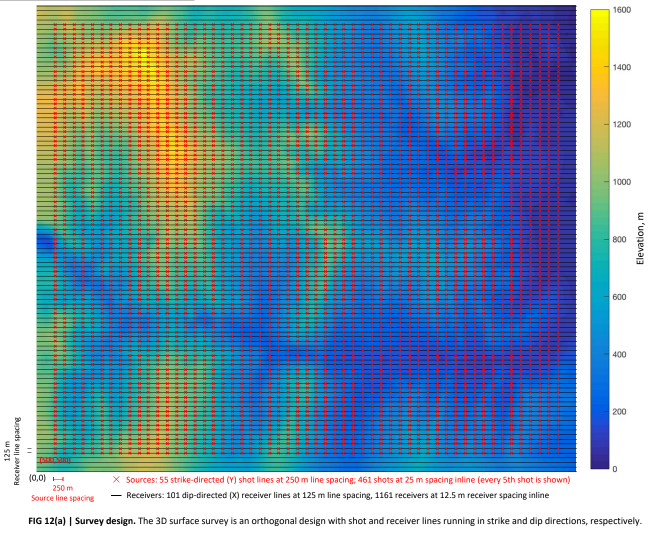 1600
1400
1200
1000
800
600
400
200
0
Elevation, m
125 m
Receiver line spacing
(500,500)
(0,0)
250 m
Source line spacing
Sources: 55 strike-directed (Y) shot lines at 250 m line spacing; 461 shots at 25 m spacing inline (every 5th shot is shown)
Receivers: 101 dip-directed (X) receiver lines at 125 m line spacing, 1161 receivers at 12.5 m receiver spacing inline
FIG 12(a) | Survey design. The 3D surface survey is an orthogonal design with shot and receiver lines running in strike and dip directions, respectively.